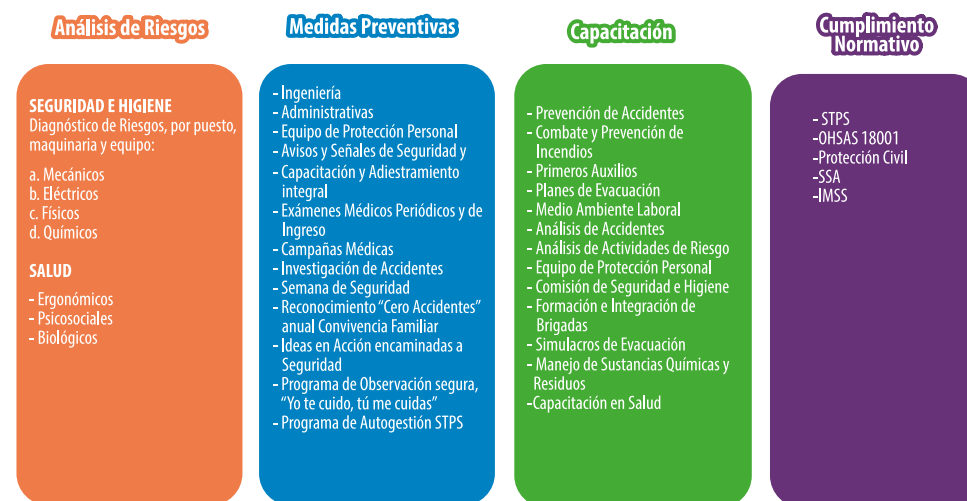 Análisis de Riesgos
SEGURIDAD E HIGIENE
Diagnóstico de Riesgos, por puesto,
maquinaria y equipo:
a. Mecánicos
b. Eléctricos
c. Físicos
d. Químicos
SALUD
- Ergonómicos
- Psicosociales
- Biológicos
Medidas Preventivas
- Ingeniería
- Administrativas
- Equipo de Protección Personal
- Avisos y Señales de Seguridad y
- Capacitación y Adiestramiento
integral
- Exámenes Médicos Periódicos y de
Ingreso
- Campañas Médicas
- Investigación de Accidentes
- Semana de Seguridad
- Reconocimiento "Cero Accidentes"
anual Convivencia Familiar
- Ideas en Acción encaminadas a
Seguridad
- Programa de Observación segura,
"Yo te cuido, tú me cuidas"
- Programa de Autogestión STPS
Capacitación
- Prevención de Accidentes
- Combate y Prevención de
Incendios
- Primeros Auxilios
- Planes de Evacuación
- Medio Ambiente Laboral
- Análisis de Accidentes
- Análisis de Actividades de Riesgo
- Equipo de Protección Personal
- Comisión de Seguridad e Higiene
- Formación e Integración de
Brigadas
- Simulacros de Evacuación
- Manejo de Sustancias Químicas y
Residuos
-Capacitación en Salud
Cumplimiento
Normativo
- STPS
-OHSAS 18001
-Protección Civil
-SSA
-IMSS